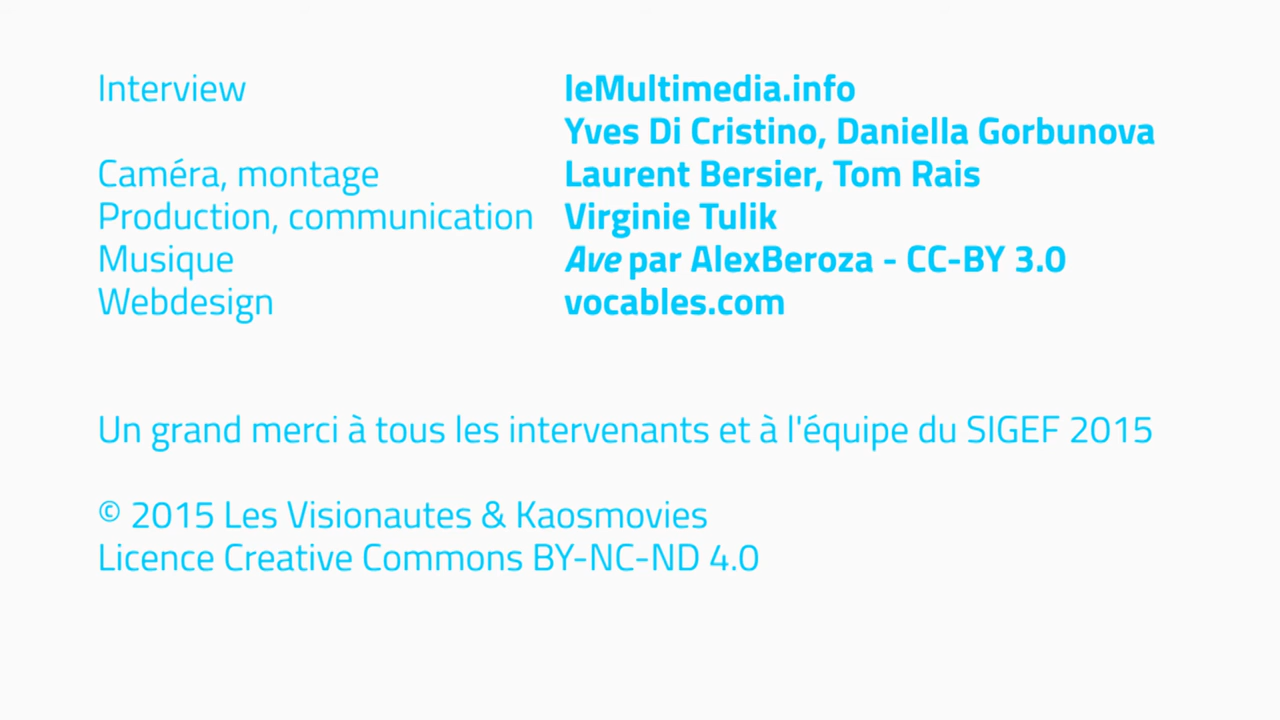 Interview leMultimedia.info
Yves Di Cristino, Daniella Gorbunova
Caméra, montage Laurent Bersier, Tom Rais
Production, communication Virginie Tulik
Musique Ave par AlexBeroza - CC-BY 3.0
Webdesign vocables.com
Un grand merci à tous les intervenants et à l'équipe du SIGEF 2015
© 2015 Les Visionautes & Kaosmovies
Licence Creative Commons BY-NC-ND 4.0